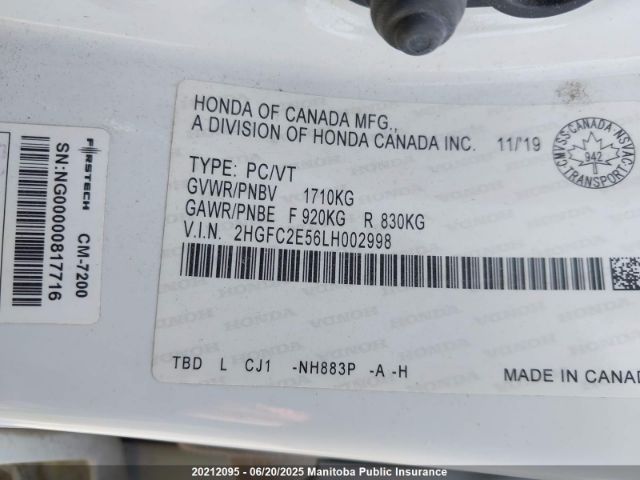 HONDA OF CANADA MFG.,
A DIVISION OF HONDA CANADA INC. 11/'19
TYPE: PC/VT
GVWR/PNBV 1710KG
GAWR/PNBE F 920KG R 830KG
V.I.N. 2HGFC2E56LH002998
TBD L CJ1 -NH883P -A -H
MADE IN CANAD
CANADA
CMVSS NSVAC
942
TRANSPORT
FIRSTECH CM-7200
SN:NG00000817716
20212095 - 06/20/2025 Manitoba Public Insurance